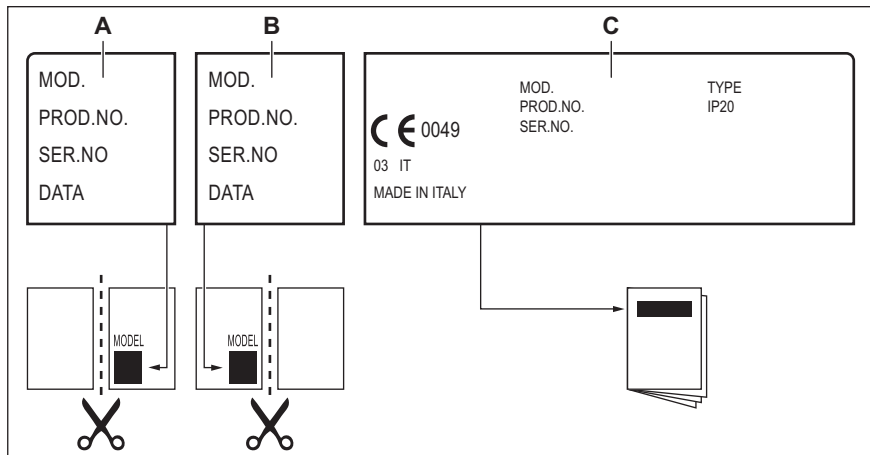 A
B
C
MOD.
PROD.NO.
SER.NO
DATA
MOD.
PROD.NO.
SER.NO
DATA
MOD.
PROD.NO.
SER.NO.
TYPE
IP20
CE 0049
03 IT
MADE IN ITALY
MODEL
MODEL